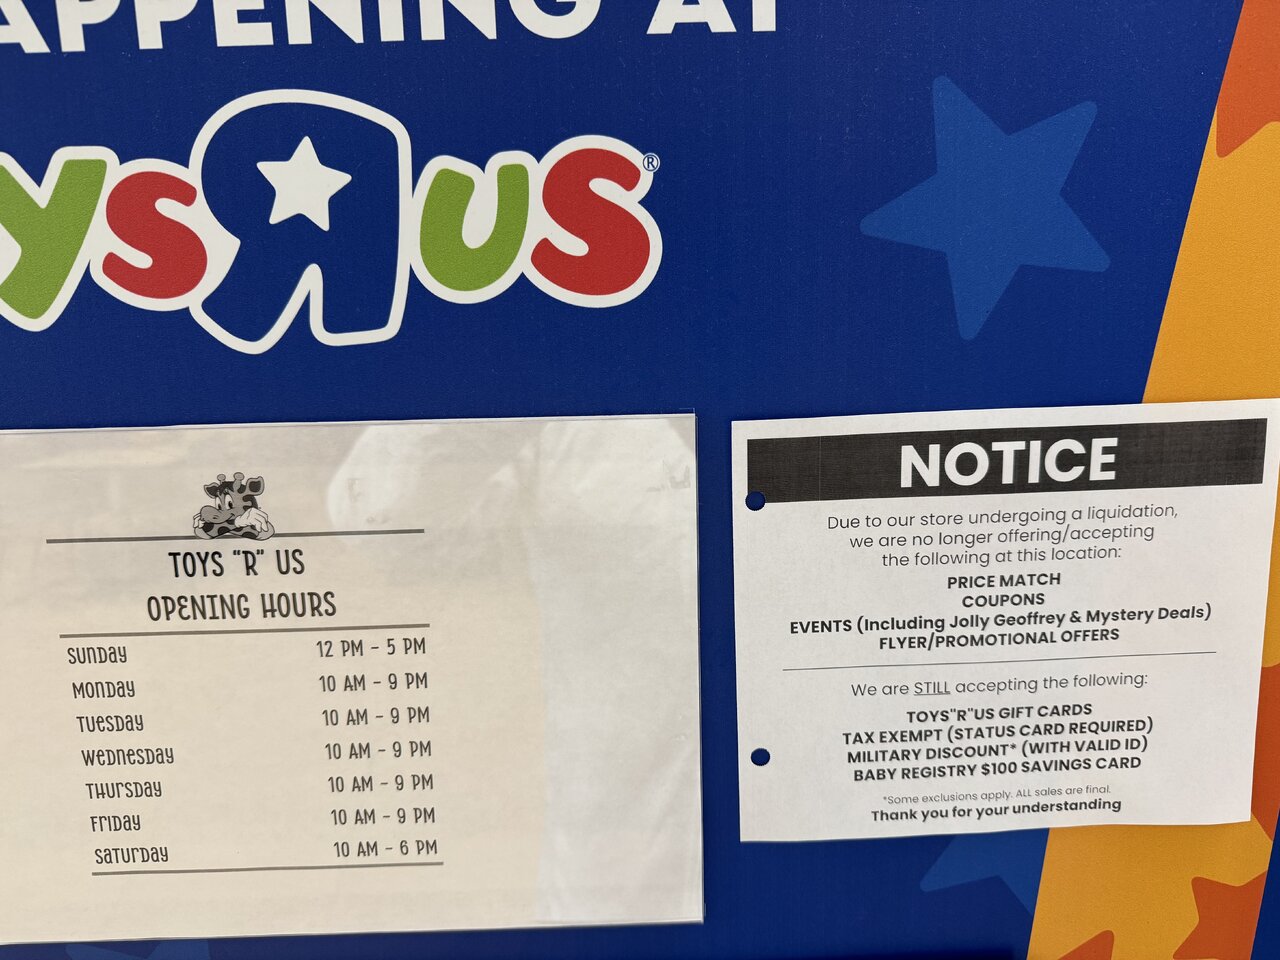 APPENING AT
YS R US®
TOYS "R" US
OPENING HOURS
SUNDAY 12 PM - 5 PM
MONDAY 10 AM - 9 PM
TUESDAY 10 AM - 9 PM
WEDNESDAY 10 AM - 9 PM
THURSDAY 10 AM - 9 PM
FRIDAY 10 AM - 9 PM
SATURDAY 10 AM - 6 PM
NOTICE
Due to our store undergoing a liquidation,
we are no longer offering/accepting
the following at this location:
PRICE MATCH
COUPONS
EVENTS (Including Jolly Geoffrey & Mystery Deals)
FLYER/PROMOTIONAL OFFERS
We are STILL accepting the following:
TOYS"R"US GIFT CARDS
TAX EXEMPT (STATUS CARD REQUIRED)
MILITARY DISCOUNT* (WITH VALID ID)
BABY REGISTRY $100 SAVINGS CARD
*Some exclusions apply. ALL sales are final.
Thank you for your understanding